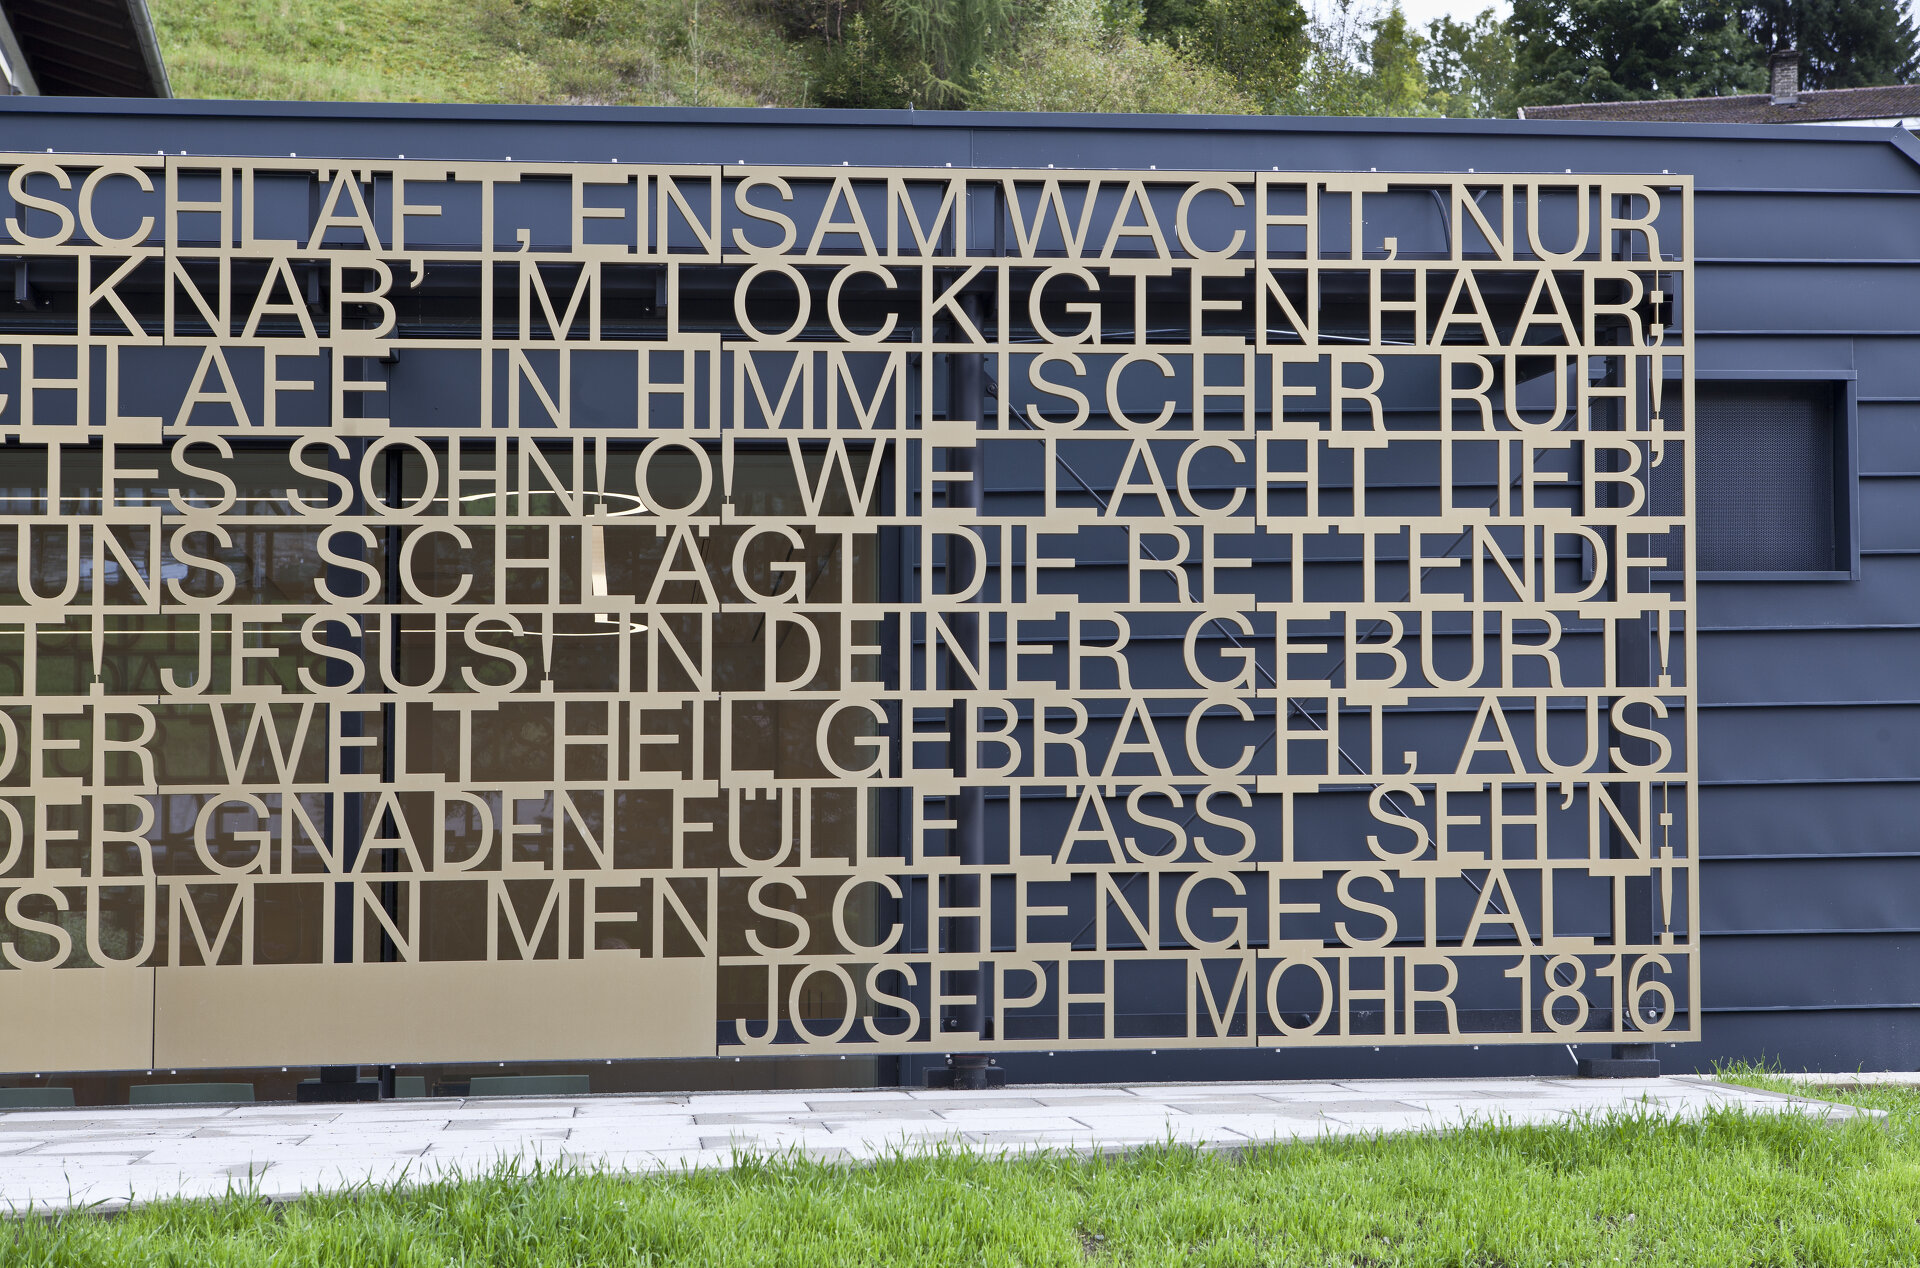 SCHLÄFT, EINSAM WACHT, NUR
KNAB' IM LOCKIGTEN HAAR;
CHLAFE IN HIMMLISCHER RUH!
TES SOHN! O! WIE LACHT LIEB'
UNS SCHLÄGT DIE RETTENDE
T! JESUS! IN DEINER GEBURT!
DER WELT HEIL GEBRACHT, AUS
DER GNADEN FÜLLE LÄSST SEH'N:
SUM IN MENSCHENGESTALT!
JOSEPH MOHR 1816